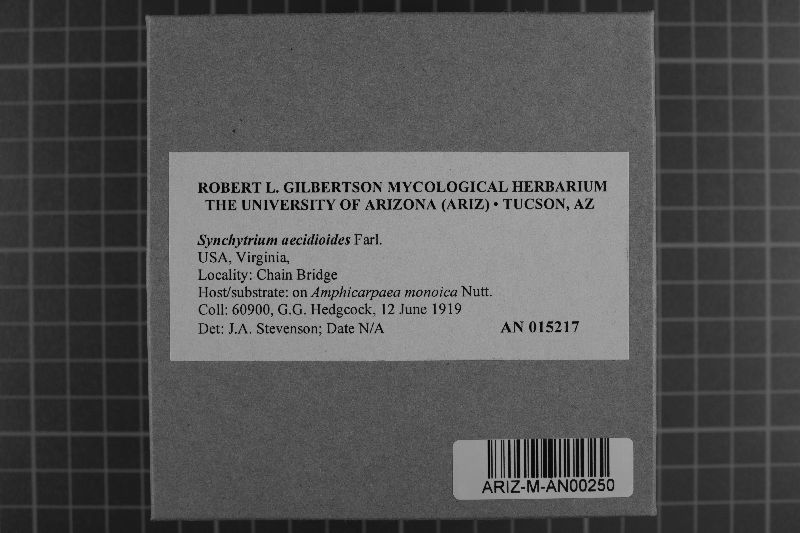 ROBERT L. GILBERTSON MYCOLOGICAL HERBARIUM
THE UNIVERSITY OF ARIZONA (ARIZ) • TUCSON, AZ
Synchytrium aecidioides Farl.
USA, Virginia,
Locality: Chain Bridge
Host/substrate: on Amphicarpaea monoica Nutt.
Coll: 60900, G.G. Hedgcock, 12 June 1919
Det: J.A. Stevenson; Date N/A AN 015217
ARIZ-M-AN00250